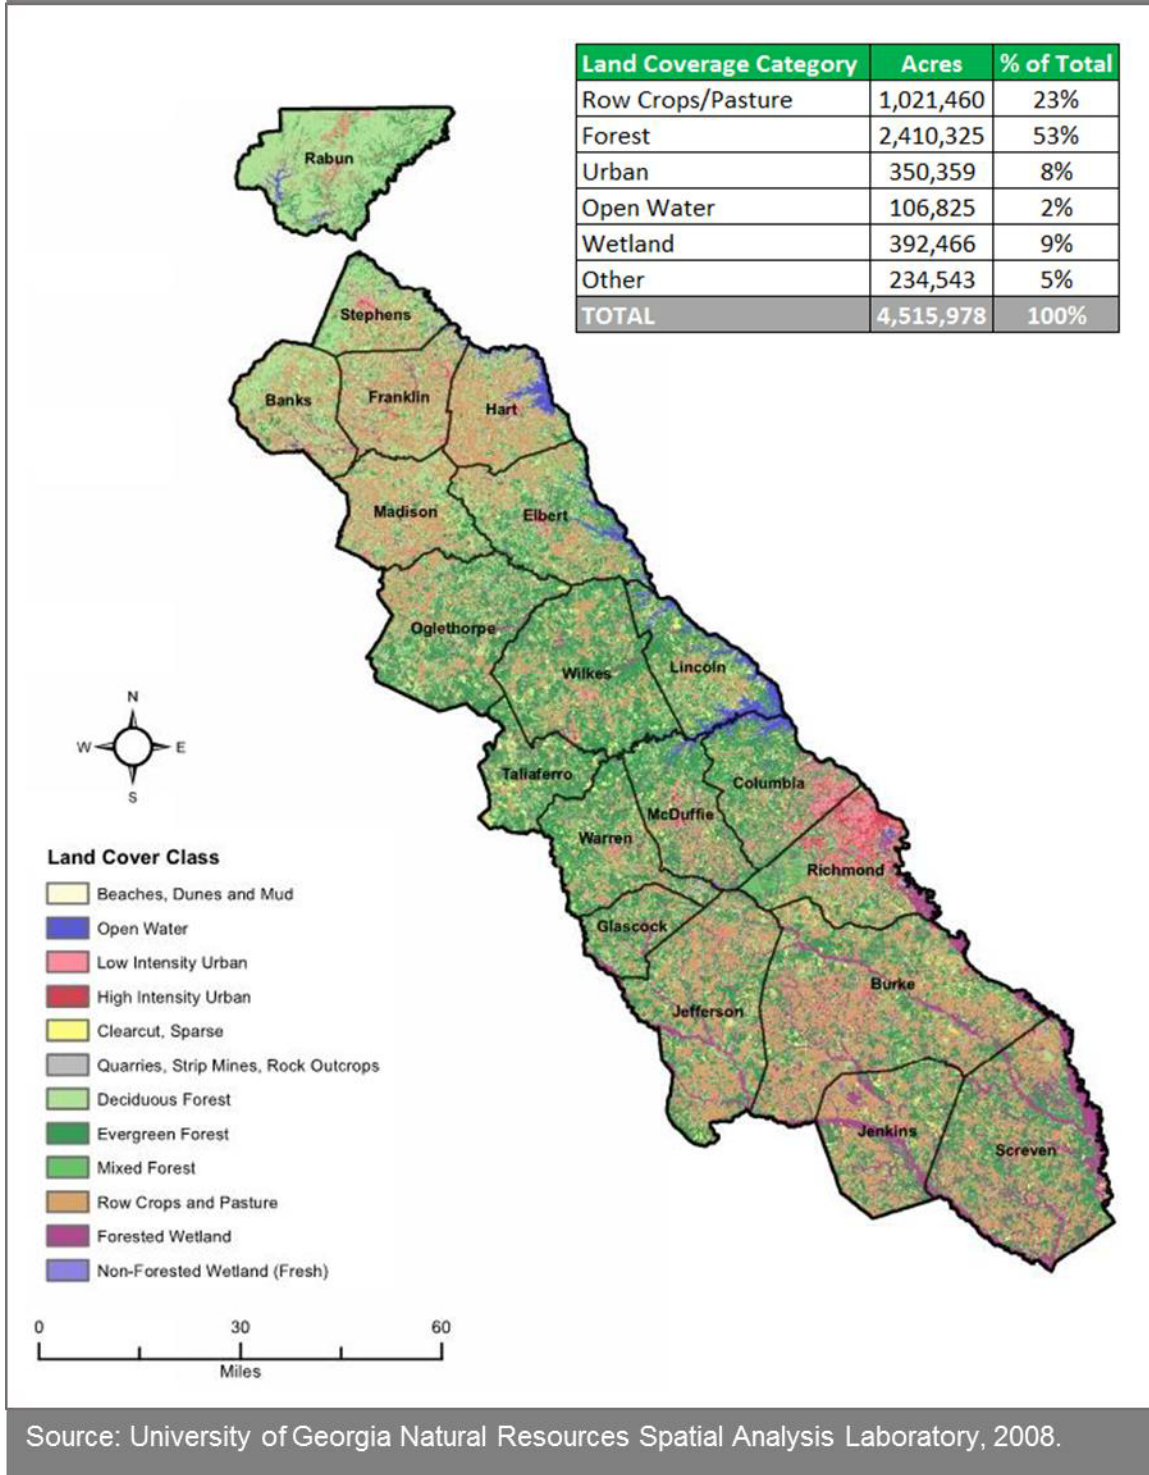 Land Coverage Category Acres % of Total
Row Crops/Pasture 1,021,460 23%
Forest 2,410,325 53%
Urban 350,359 8%
Open Water 106,825 2%
Wetland 392,466 9%
Other 234,543 5%
TOTAL 4,515,978 100%
Rabun
Stephens
Banks
Franklin
Hart
Madison
Elbert
Oglethorpe
Wilkes
Lincoln
Taliaferro
Columbia
McDuffie
Warren
Richmond
Glascock
Burke
Jefferson
Jenkins
Screven
N
W E
S
Land Cover Class
Beaches, Dunes and Mud
Open Water
Low Intensity Urban
High Intensity Urban
Clearcut, Sparse
Quarries, Strip Mines, Rock Outcrops
Deciduous Forest
Evergreen Forest
Mixed Forest
Row Crops and Pasture
Forested Wetland
Non-Forested Wetland (Fresh)
0 30 60
Miles
Source: University of Georgia Natural Resources Spatial Analysis Laboratory, 2008.